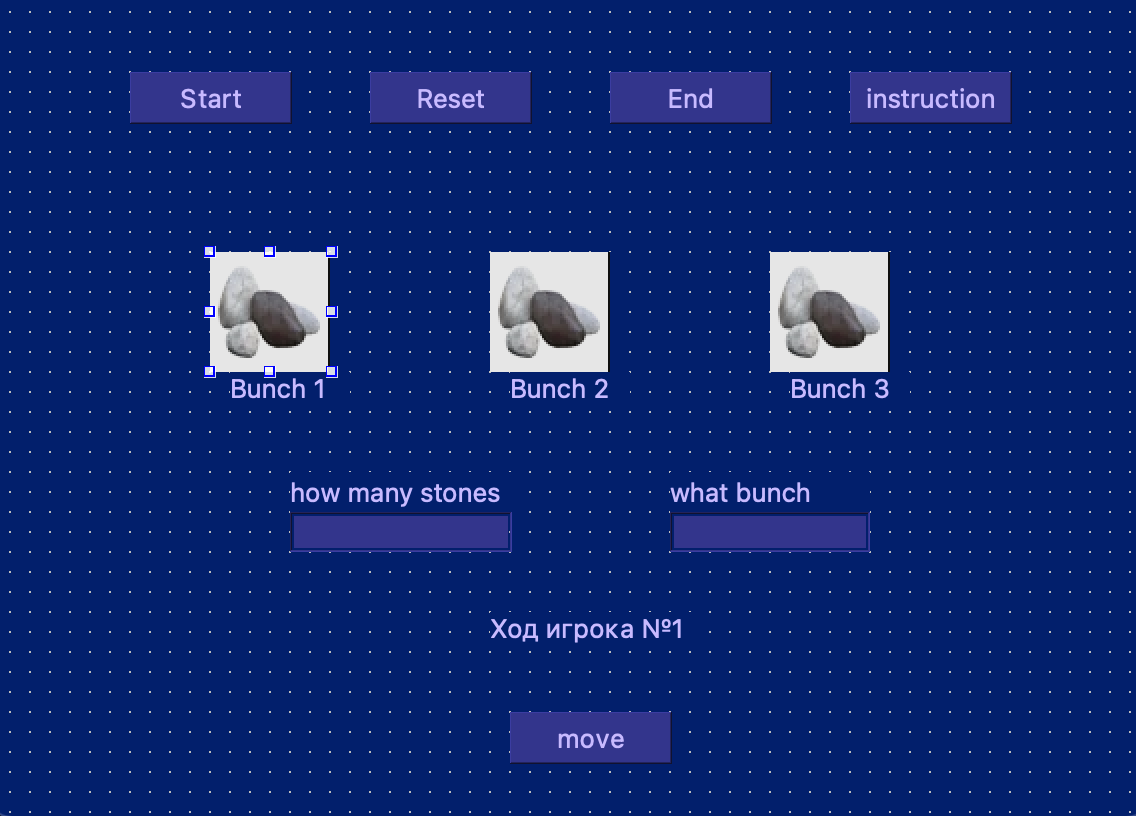 Start
Reset
End
instruction
Bunch 1
Bunch 2
Bunch 3
how many stones
what bunch
Ход игрока №1
move